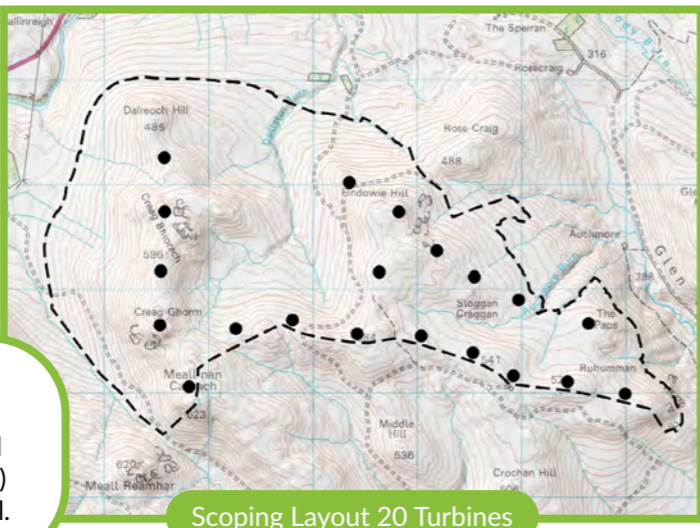 allinreigh
The Sperran
316
Rosecraig
Dalreoch Hill
485
Rose Craig
488
Findowie Hill
Creag Bhiorach
596
Auchmore
Glen
288
Sloggan
Craggan
The
Paps
Creag Ghorm
541
Ruhumman
Meall nan
Caorach
623
Middle
Hill
536
620
Meall Reamhar
Crochan Hill
)
d.
Scoping Layout 20 Turbines